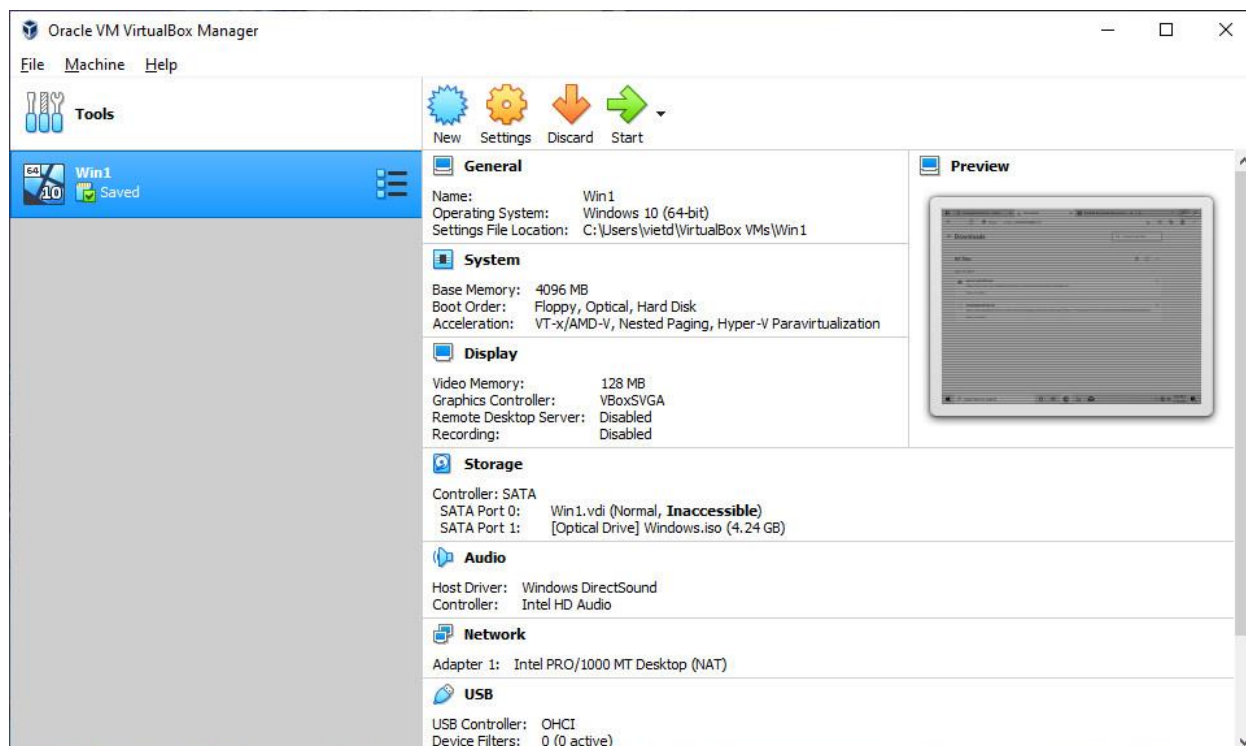 Oracle VM VirtualBox Manager
File Machine Help
Tools
New Settings Discard Start
64
10
Win1
Saved
General
Name: Win1
Operating System: Windows 10 (64-bit)
Settings File Location: C:\Users\vietd\VirtualBox VMs\Win1
System
Base Memory: 4096 MB
Boot Order: Floppy, Optical, Hard Disk
Acceleration: VT-x/AMD-V, Nested Paging, Hyper-V Paravirtualization
Display
Video Memory: 128 MB
Graphics Controller: VBoxSVGA
Remote Desktop Server: Disabled
Recording: Disabled
Storage
Controller: SATA
SATA Port 0: Win1.vdi (Normal, Inaccessible)
SATA Port 1: [Optical Drive] Windows.iso (4.24 GB)
Audio
Host Driver: Windows DirectSound
Controller: Intel HD Audio
Network
Adapter 1: Intel PRO/1000 MT Desktop (NAT)
USB
USB Controller: OHCI
Device Filters: 0 (0 active)
Preview
Downloads